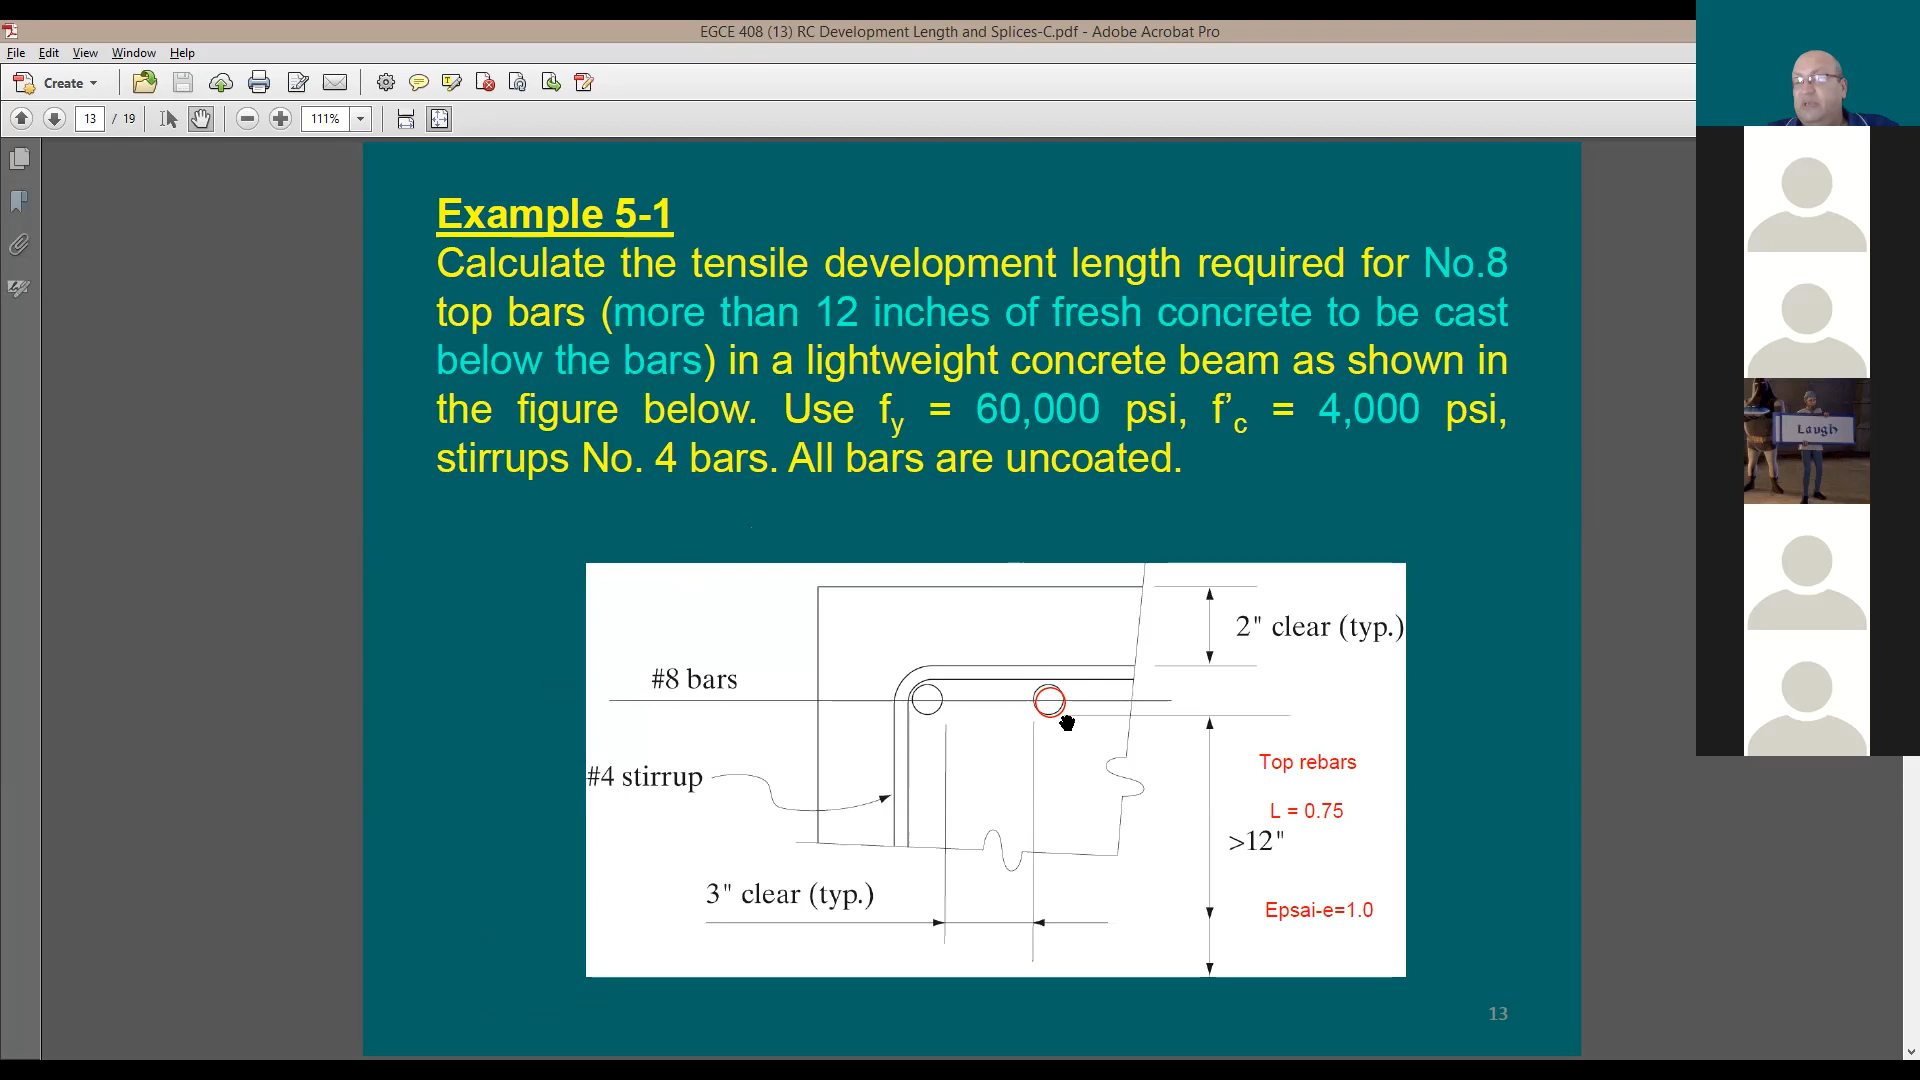 EGCE 408 (13) RC Development Length and Splices-C.pdf - Adobe Acrobat Pro
File Edit View Window Help
Create
13 / 19 111%
Example 5-1
Calculate the tensile development length required for No.8
top bars (more than 12 inches of fresh concrete to be cast
below the bars) in a lightweight concrete beam as shown in
the figure below. Use fy = 60,000 psi, f’c = 4,000 psi,
stirrups No. 4 bars. All bars are uncoated.
Laugh
2" clear (typ.)
#8 bars
Top rebars
#4 stirrup
L = 0.75
>12"
3" clear (typ.)
Epsai-e=1.0
13